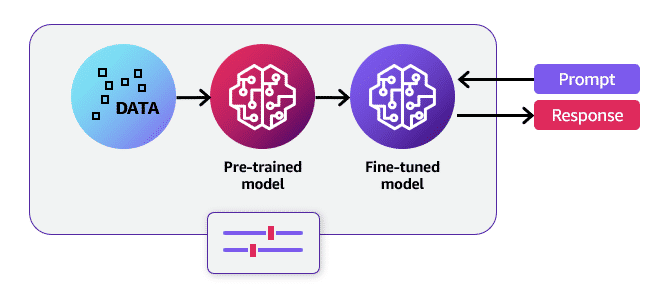 DATA
Pre-trained
model
Fine-tuned
model
Prompt
Response